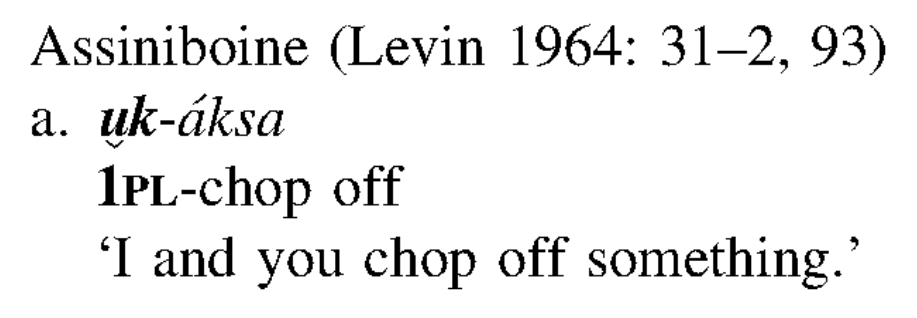 Assiniboine (Levin 1964: 31–2, 93)
a. u̬k-áksa
1PL-chop off
‘I and you chop off something.’